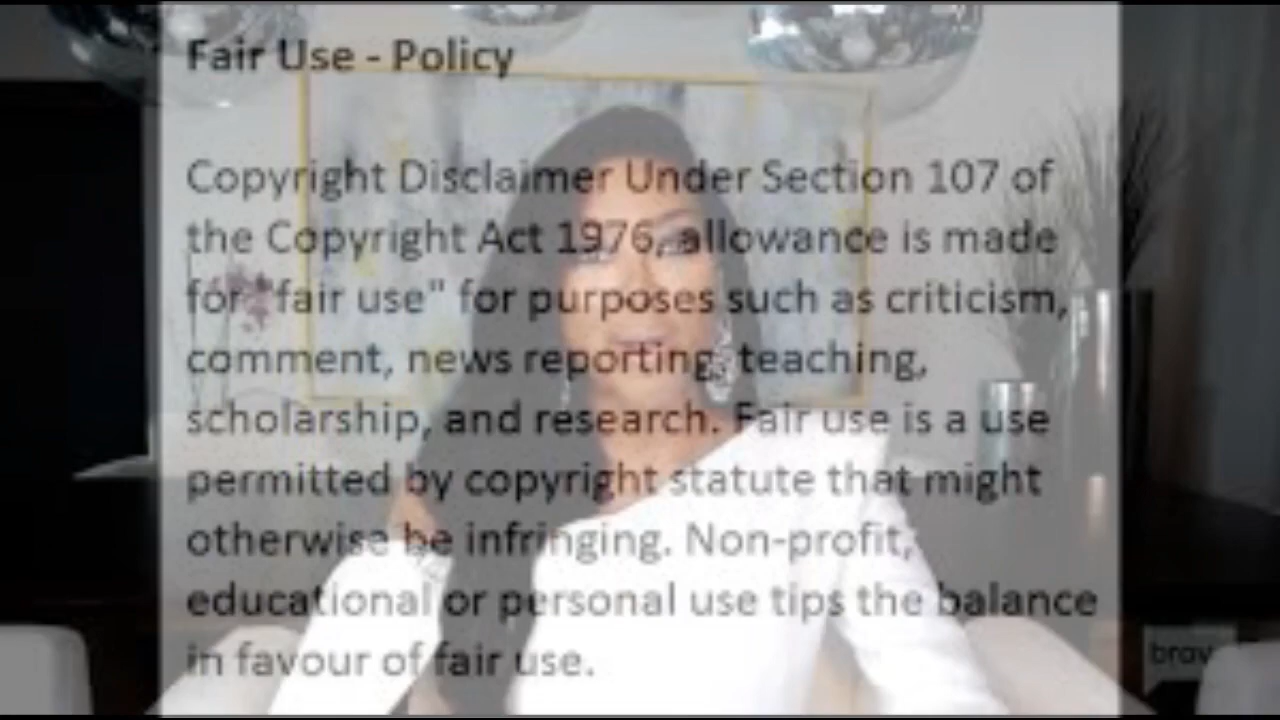 Fair Use - Policy
Copyright Disclaimer Under Section 107 of
the Copyright Act 1976, allowance is made
for "fair use" for purposes such as criticism,
comment, news reporting, teaching,
scholarship, and research. Fair use is a use
permitted by copyright statute that might
otherwise be infringing. Non-profit,
educational or personal use tips the balance
in favour of fair use.
brav